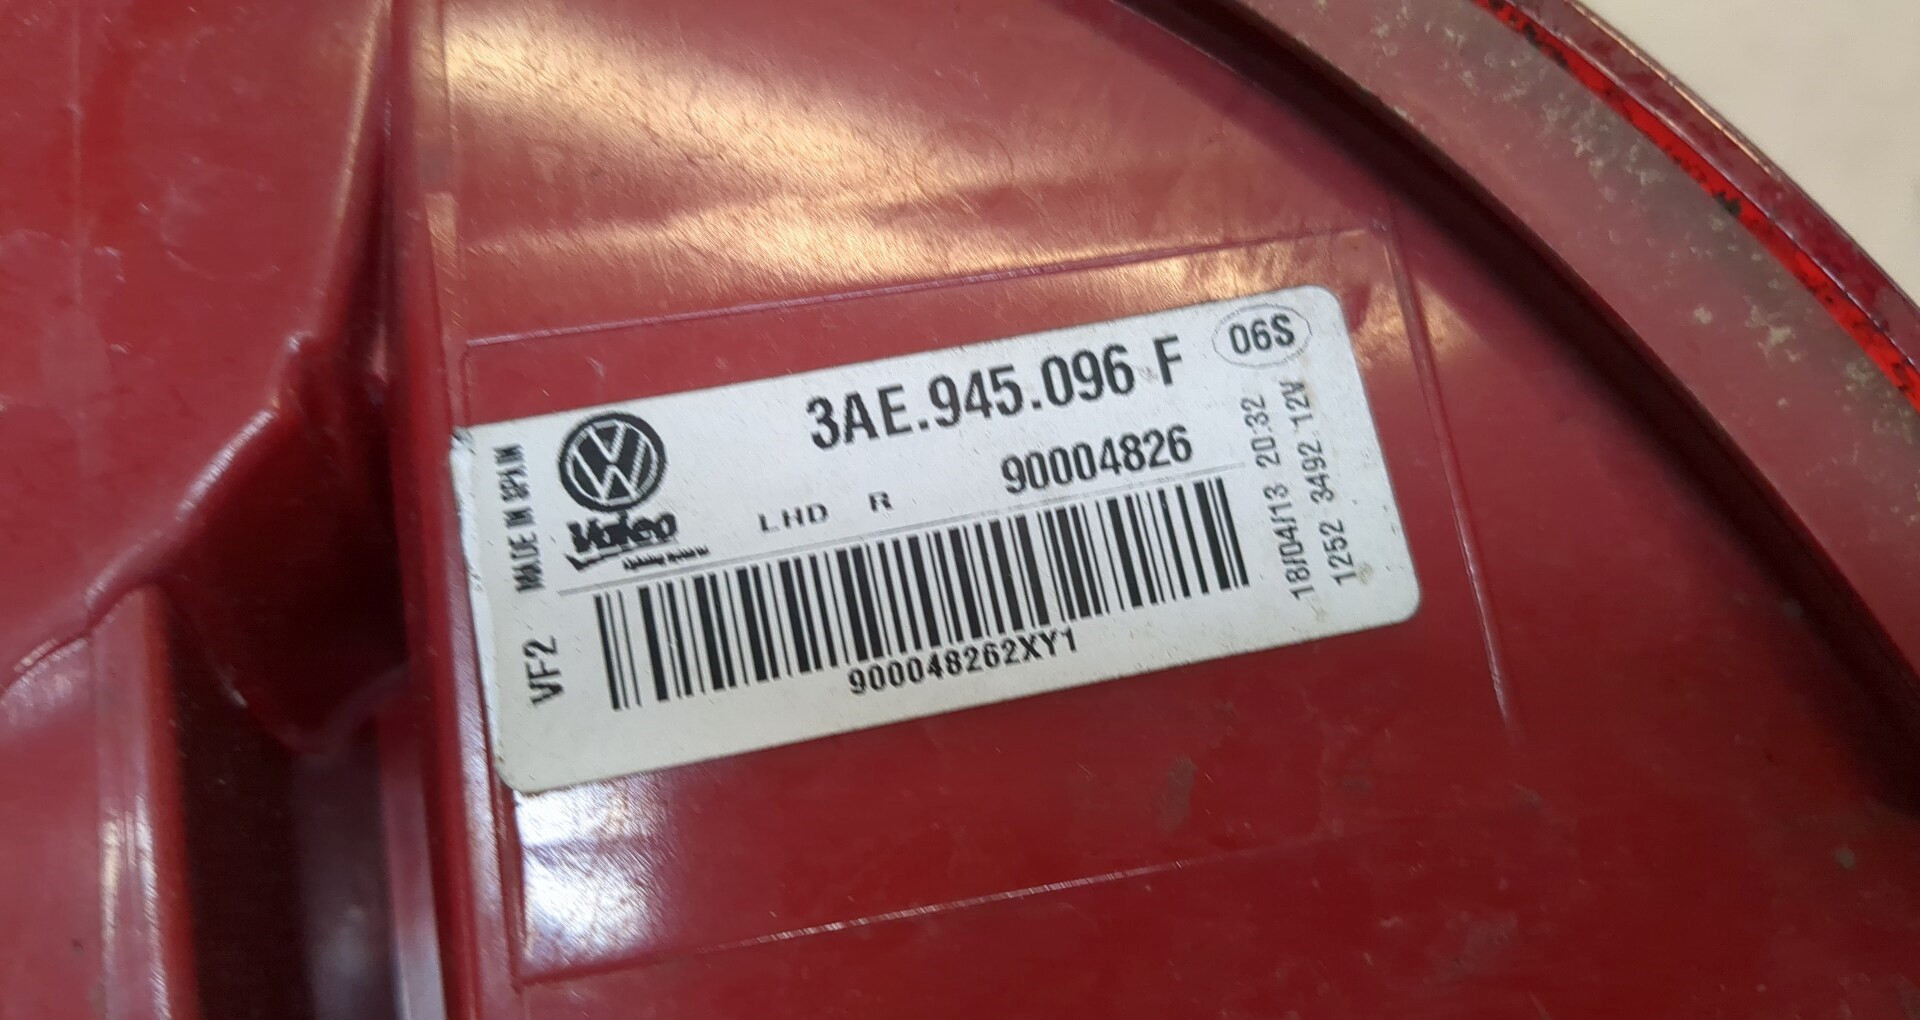 3AE.945.096 F
06S
MADE IN SPAIN
Valeo
LHD R
90004826
18/04/13 20:32
1252 3492 12V
VF2
900048262XY1